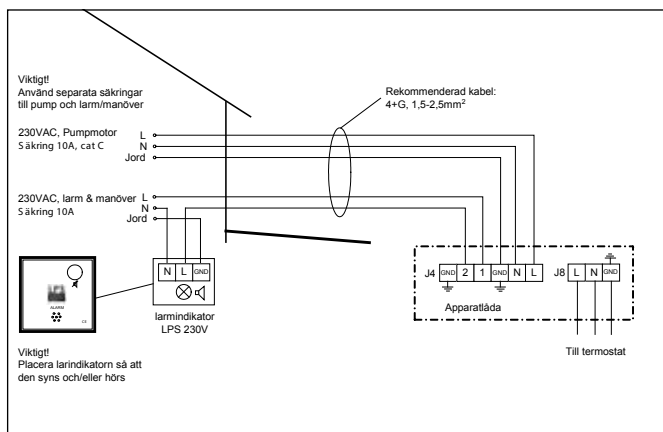 Viktigt!
Använd separata säkringar
till pump och larm/manöver
Rekommenderad kabel:
4+G, 1,5-2,5mm²
230VAC, Pumpmotor
Säkring 10A, cat C
L
N
Jord
230VAC, larm & manöver
Säkring 10A
L
N
Jord
N L GND
larmindikator
LPS 230V
ALARM
CE
J4 GND 2 1 GND N L
J8 L N GND
Apparatlåda
Till termostat
Viktigt!
Placera larindikatorn så att
den syns och/eller hörs